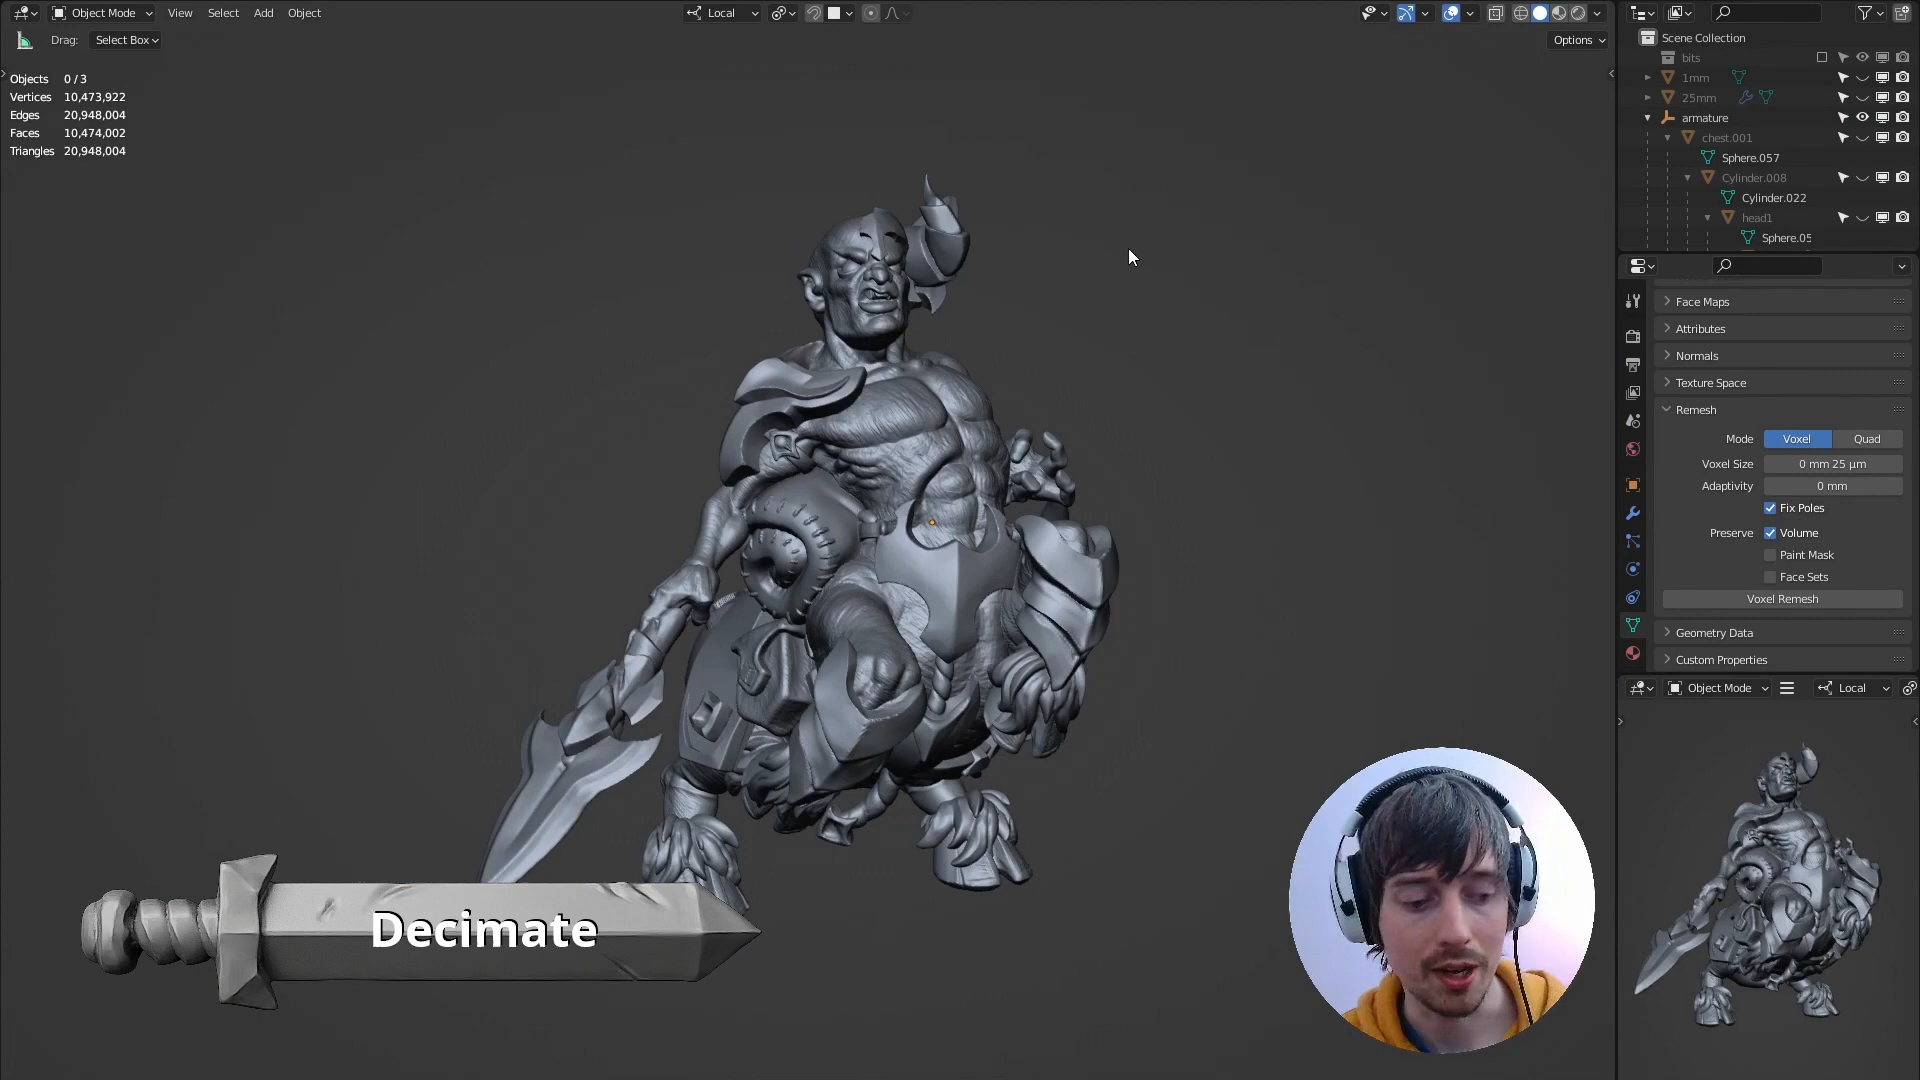 Object Mode View Select Add Object Local
Drag: Select Box Options
Objects 0 / 3
Vertices 10,473,922
Edges 20,948,004
Faces 10,474,002
Triangles 20,948,004
Decimate
Scene Collection
bits
1mm
25mm
armature
chest.001
Sphere.057
Cylinder.008
Cylinder.022
head1
Sphere.05
Face Maps
Attributes
Normals
Texture Space
Remesh
Mode Voxel Quad
Voxel Size 0 mm 25 µm
Adaptivity 0 mm
Fix Poles
Preserve Volume
Paint Mask
Face Sets
Voxel Remesh
Geometry Data
Custom Properties
Object Mode Local